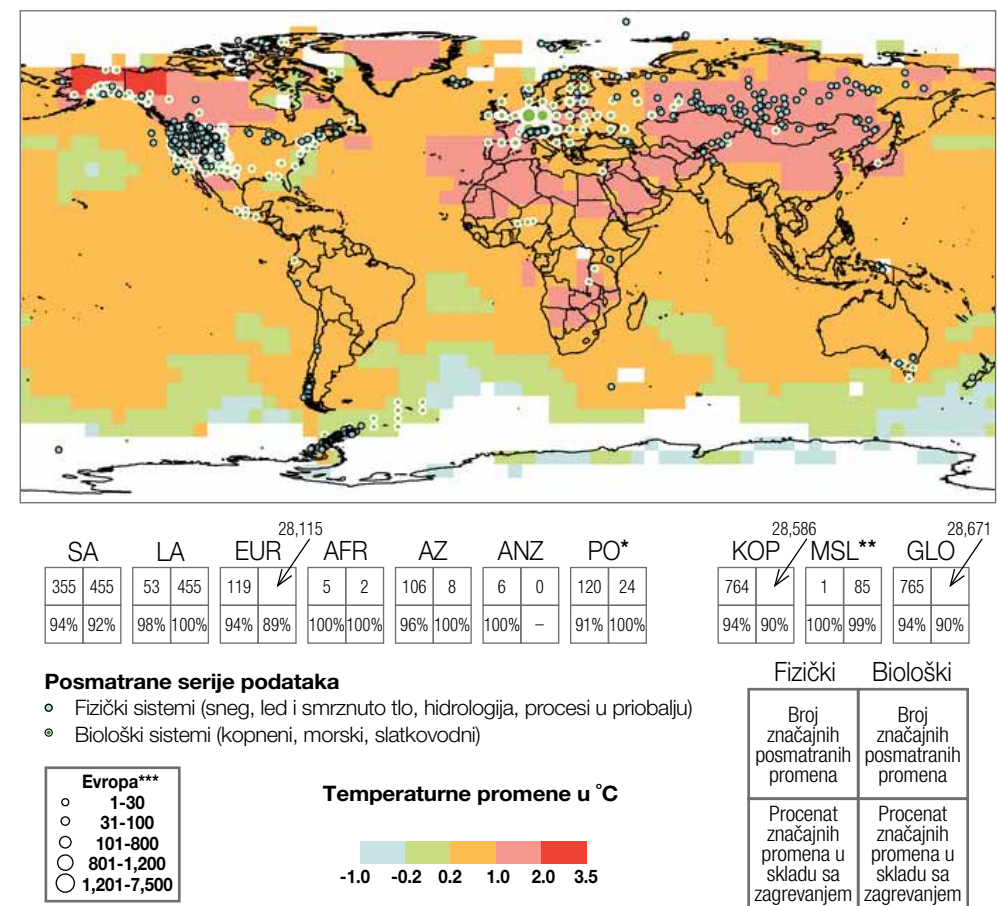 28,115
28,586
28,671
SA LA EUR AFR AZ ANZ PO* KOP MSL** GLO
355 455 53 455 119 5 2 106 8 6 0 120 24 764 1 85 765
94% 92% 98% 100% 94% 89% 100% 100% 96% 100% 100% – 91% 100% 94% 90% 100% 99% 94% 90%
Posmatrane serije podataka
Fizički sistemi (sneg, led i smrznuto tlo, hidrologija, procesi u priobalju)
Biološki sistemi (kopneni, morski, slatkovodni)
Evropa***
1-30
31-100
101-800
801-1,200
1,201-7,500
Temperaturne promene u °C
-1.0 -0.2 0.2 1.0 2.0 3.5
Fizički Biološki
Broj
značajnih
posmatranih
promena
Broj
značajnih
posmatranih
promena
Procenat
značajnih
promena u
skladu sa
zagrevanjem
Procenat
značajnih
promena u
skladu sa
zagrevanjem